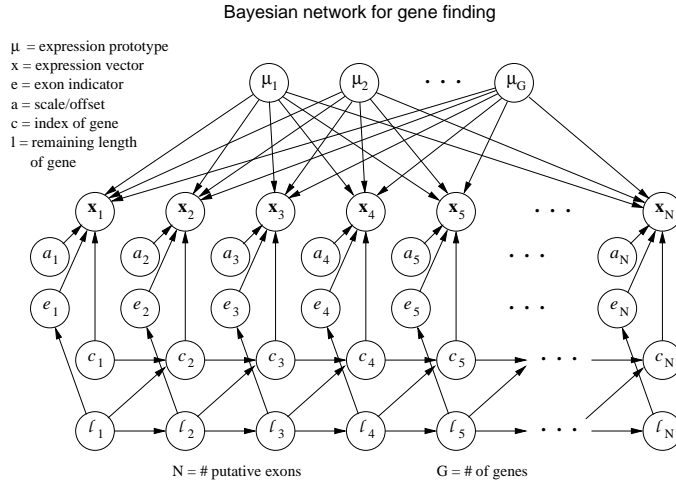 Bayesian network for gene finding
μ = expression prototype
x = expression vector
e = exon indicator
a = scale/offset
c = index of gene
l = remaining length
of gene
μ1 μ2 · · · μG
x1 x2 x3 x4 x5 · · · xN
a1 a2 a3 a4 a5 · · · aN
e1 e2 e3 e4 e5 · · · eN
c1 c2 c3 c4 c5 · · · cN
ℓ1 ℓ2 ℓ3 ℓ4 ℓ5 · · · ℓN
N = # putative exons G = # of genes